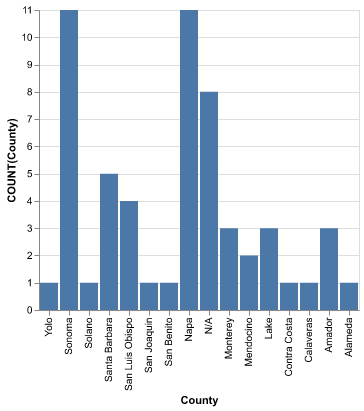 11
10
9
8
7
6
5
4
3
2
1
0
COUNT(County)
Yolo
Sonoma
Solano
Santa Barbara
San Luis Obispo
San Joaquin
San Benito
Napa
N/A
Monterey
Mendocino
Lake
Contra Costa
Calaveras
Amador
Alameda
County